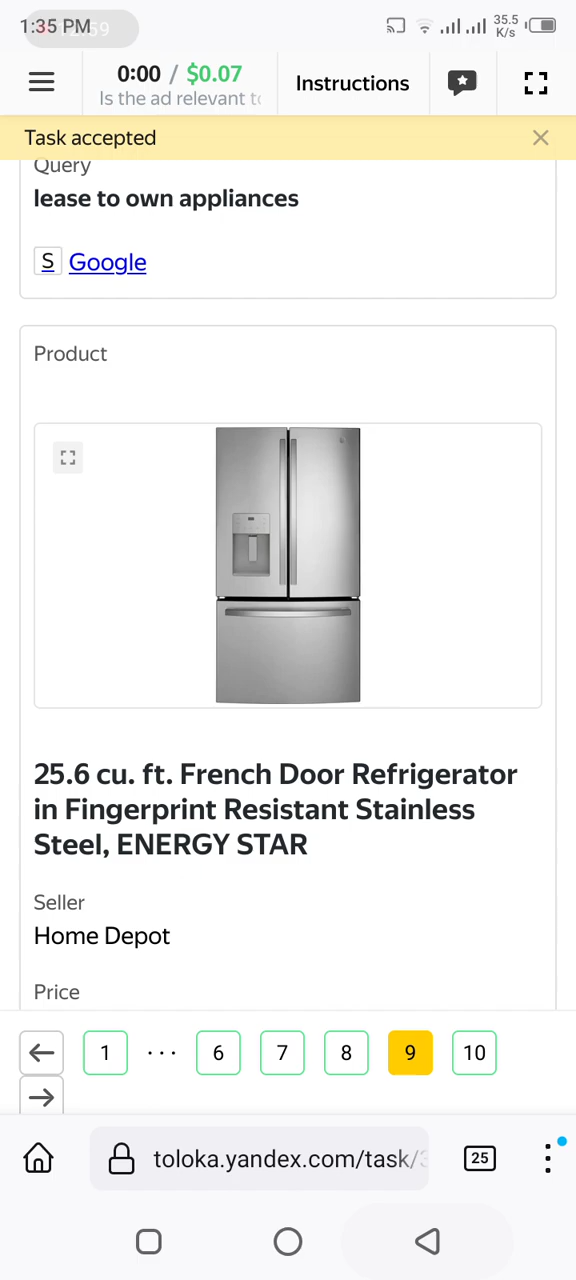 1:35 PM
35.5
K/s
0:00 / $0.07
Is the ad relevant to
Instructions
Task accepted
Query
lease to own appliances
S Google
Product
25.6 cu. ft. French Door Refrigerator
in Fingerprint Resistant Stainless
Steel, ENERGY STAR
Seller
Home Depot
Price
1 ... 6 7 8 9 10
toloka.yandex.com/task/
25